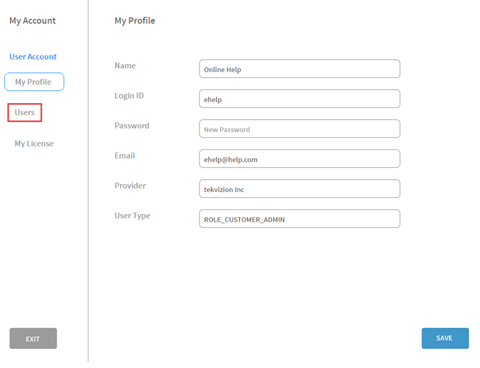 My Account
User Account
My Profile
Users
My License
EXIT
My Profile
Name
Online Help
Login ID
ehelp
Password
New Password
Email
ehelp@help.com
Provider
tekvizion Inc
User Type
ROLE_CUSTOMER_ADMIN
SAVE